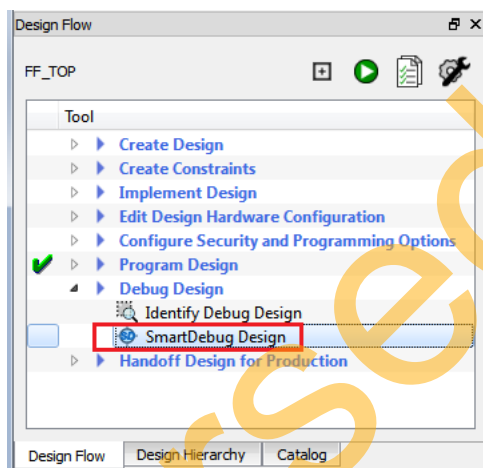 Design Flow
FF_TOP
Tool
Create Design
Create Constraints
Implement Design
Edit Design Hardware Configuration
Configure Security and Programming Options
Program Design
Debug Design
Identify Debug Design
SmartDebug Design
Handoff Design for Production
Design Flow Design Hierarchy Catalog